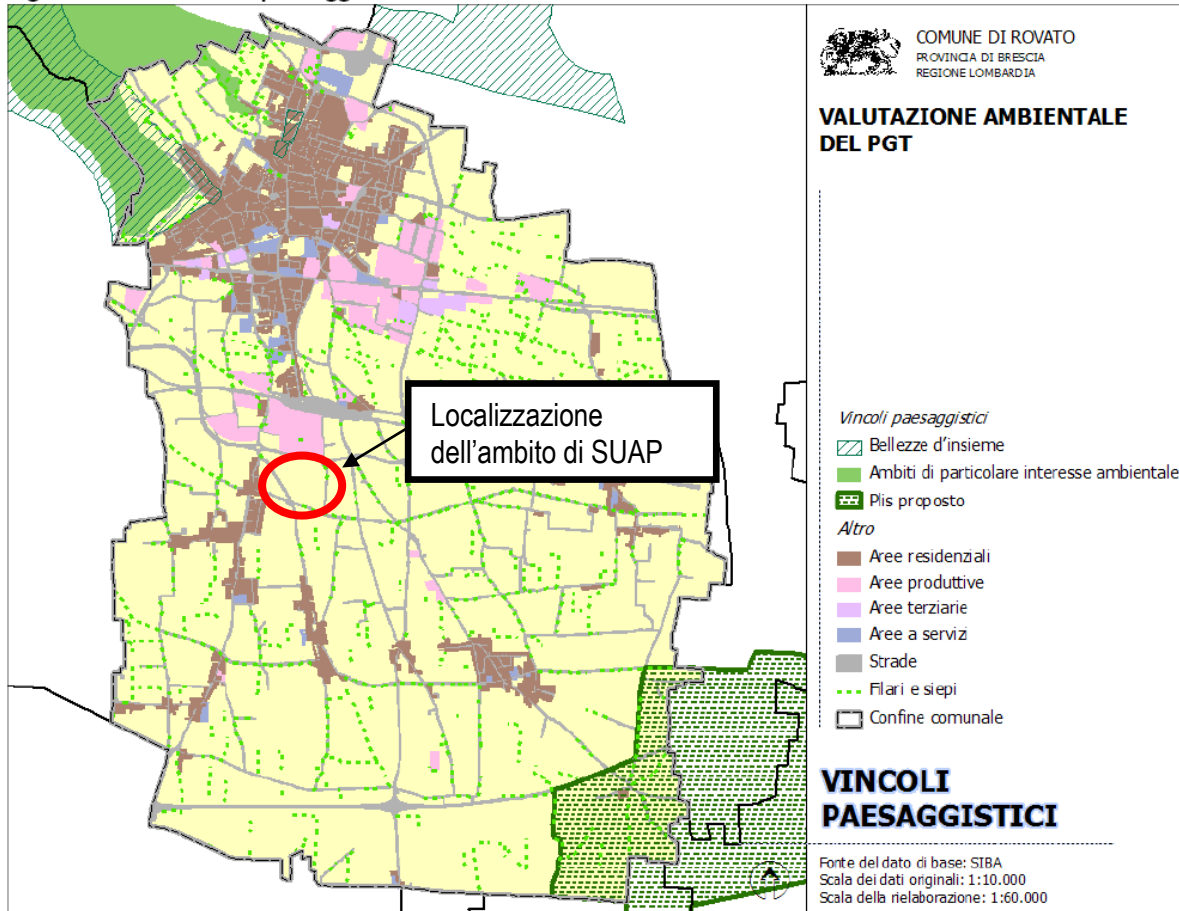 COMUNE DI ROVATO
PROVINCIA DI BRESCIA
REGIONE LOMBARDIA
VALUTAZIONE AMBIENTALE
DEL PGT
Localizzazione
dell'ambito di SUAP
Vincoli paesaggistici
Bellezze d'insieme
Ambiti di particolare interesse ambientale
Plis proposto
Altro
Aree residenziali
Aree produttive
Aree terziarie
Aree a servizi
Strade
Filari e siepi
Confine comunale
VINCOLI
PAESAGGISTICI
Fonte del dato di base: SIBA
Scala dei dati originali: 1:10.000
Scala della rielaborazione: 1:60.000